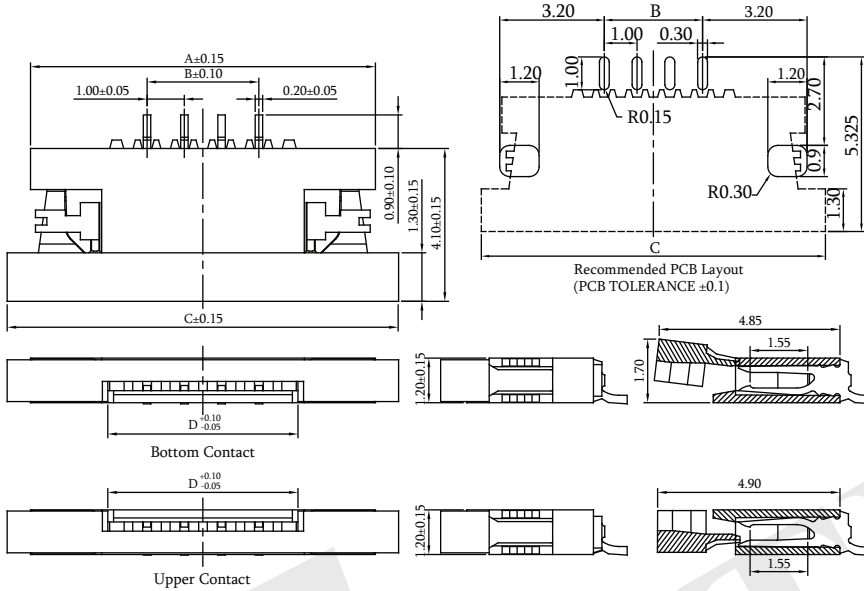 A±0.15
B±0.10
1.00±0.05
0.20±0.05
0.90±0.10
1.30±0.15
4.10±0.15
C±0.15
3.20
B
3.20
1.00
0.30
1.00
1.20
1.20
R0.15
2.70
5.325
0.9
R0.30
1.30
C
Recommended PCB Layout
(PCB TOLERANCE ±0.1)
D +0.10 -0.05
Bottom Contact
1.20±0.15
4.85
1.55
1.70
D +0.10 -0.05
Upper Contact
1.20±0.15
4.90
1.55